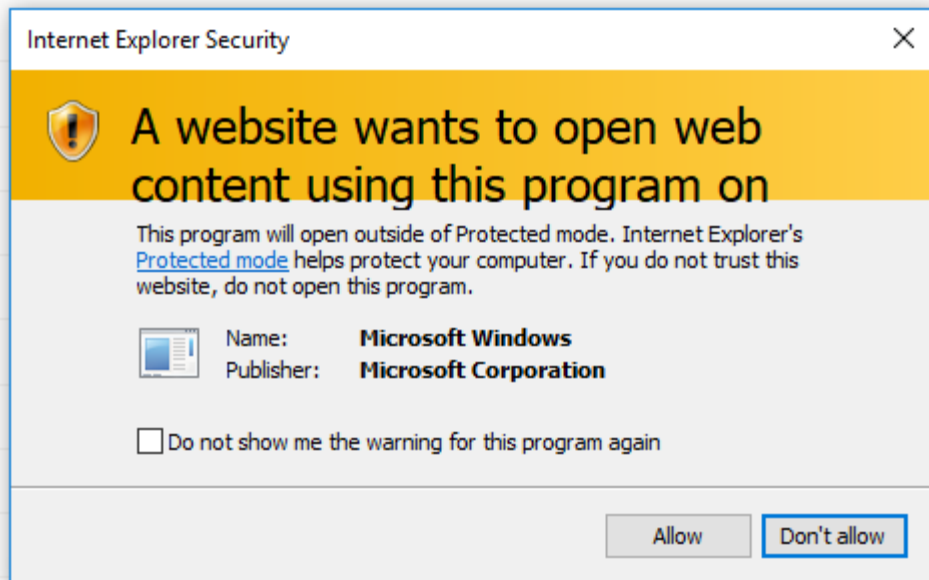 Internet Explorer Security
A website wants to open web
content using this program on
This program will open outside of Protected mode. Internet Explorer's
Protected mode helps protect your computer. If you do not trust this
website, do not open this program.
Name: Microsoft Windows
Publisher: Microsoft Corporation
Do not show me the warning for this program again
Allow Don't allow